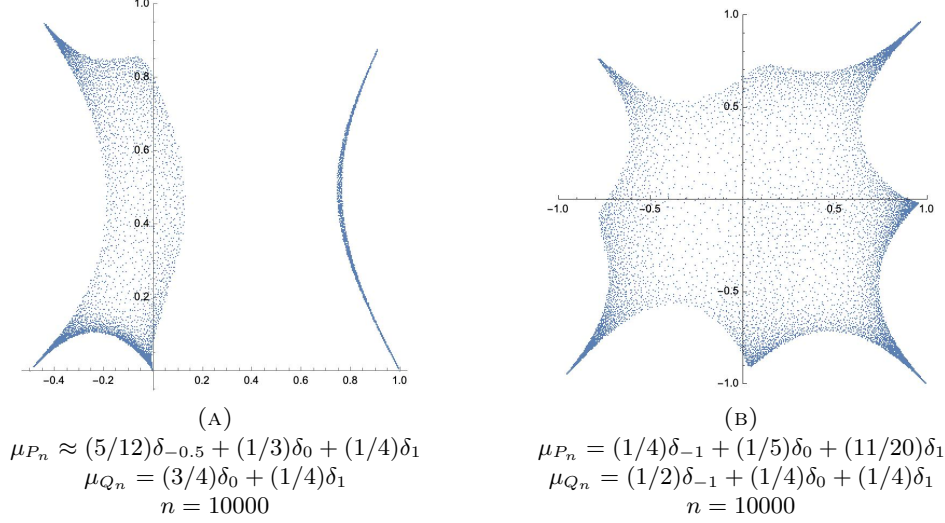 1.0
0.8
0.6
0.4
0.2
-0.4 -0.2 0.0 0.2 0.4 0.6 0.8 1.0
(A)
μ_{P_n} ≈ (5/12)δ_{−0.5} + (1/3)δ_0 + (1/4)δ_1
μ_{Q_n} = (3/4)δ_0 + (1/4)δ_1
n = 10000
1.0
0.5
-1.0 -0.5 0.5 1.0
-0.5
-1.0
(B)
μ_{P_n} = (1/4)δ_{−1} + (1/5)δ_0 + (11/20)δ_1
μ_{Q_n} = (1/2)δ_{−1} + (1/4)δ_0 + (1/4)δ_1
n = 10000